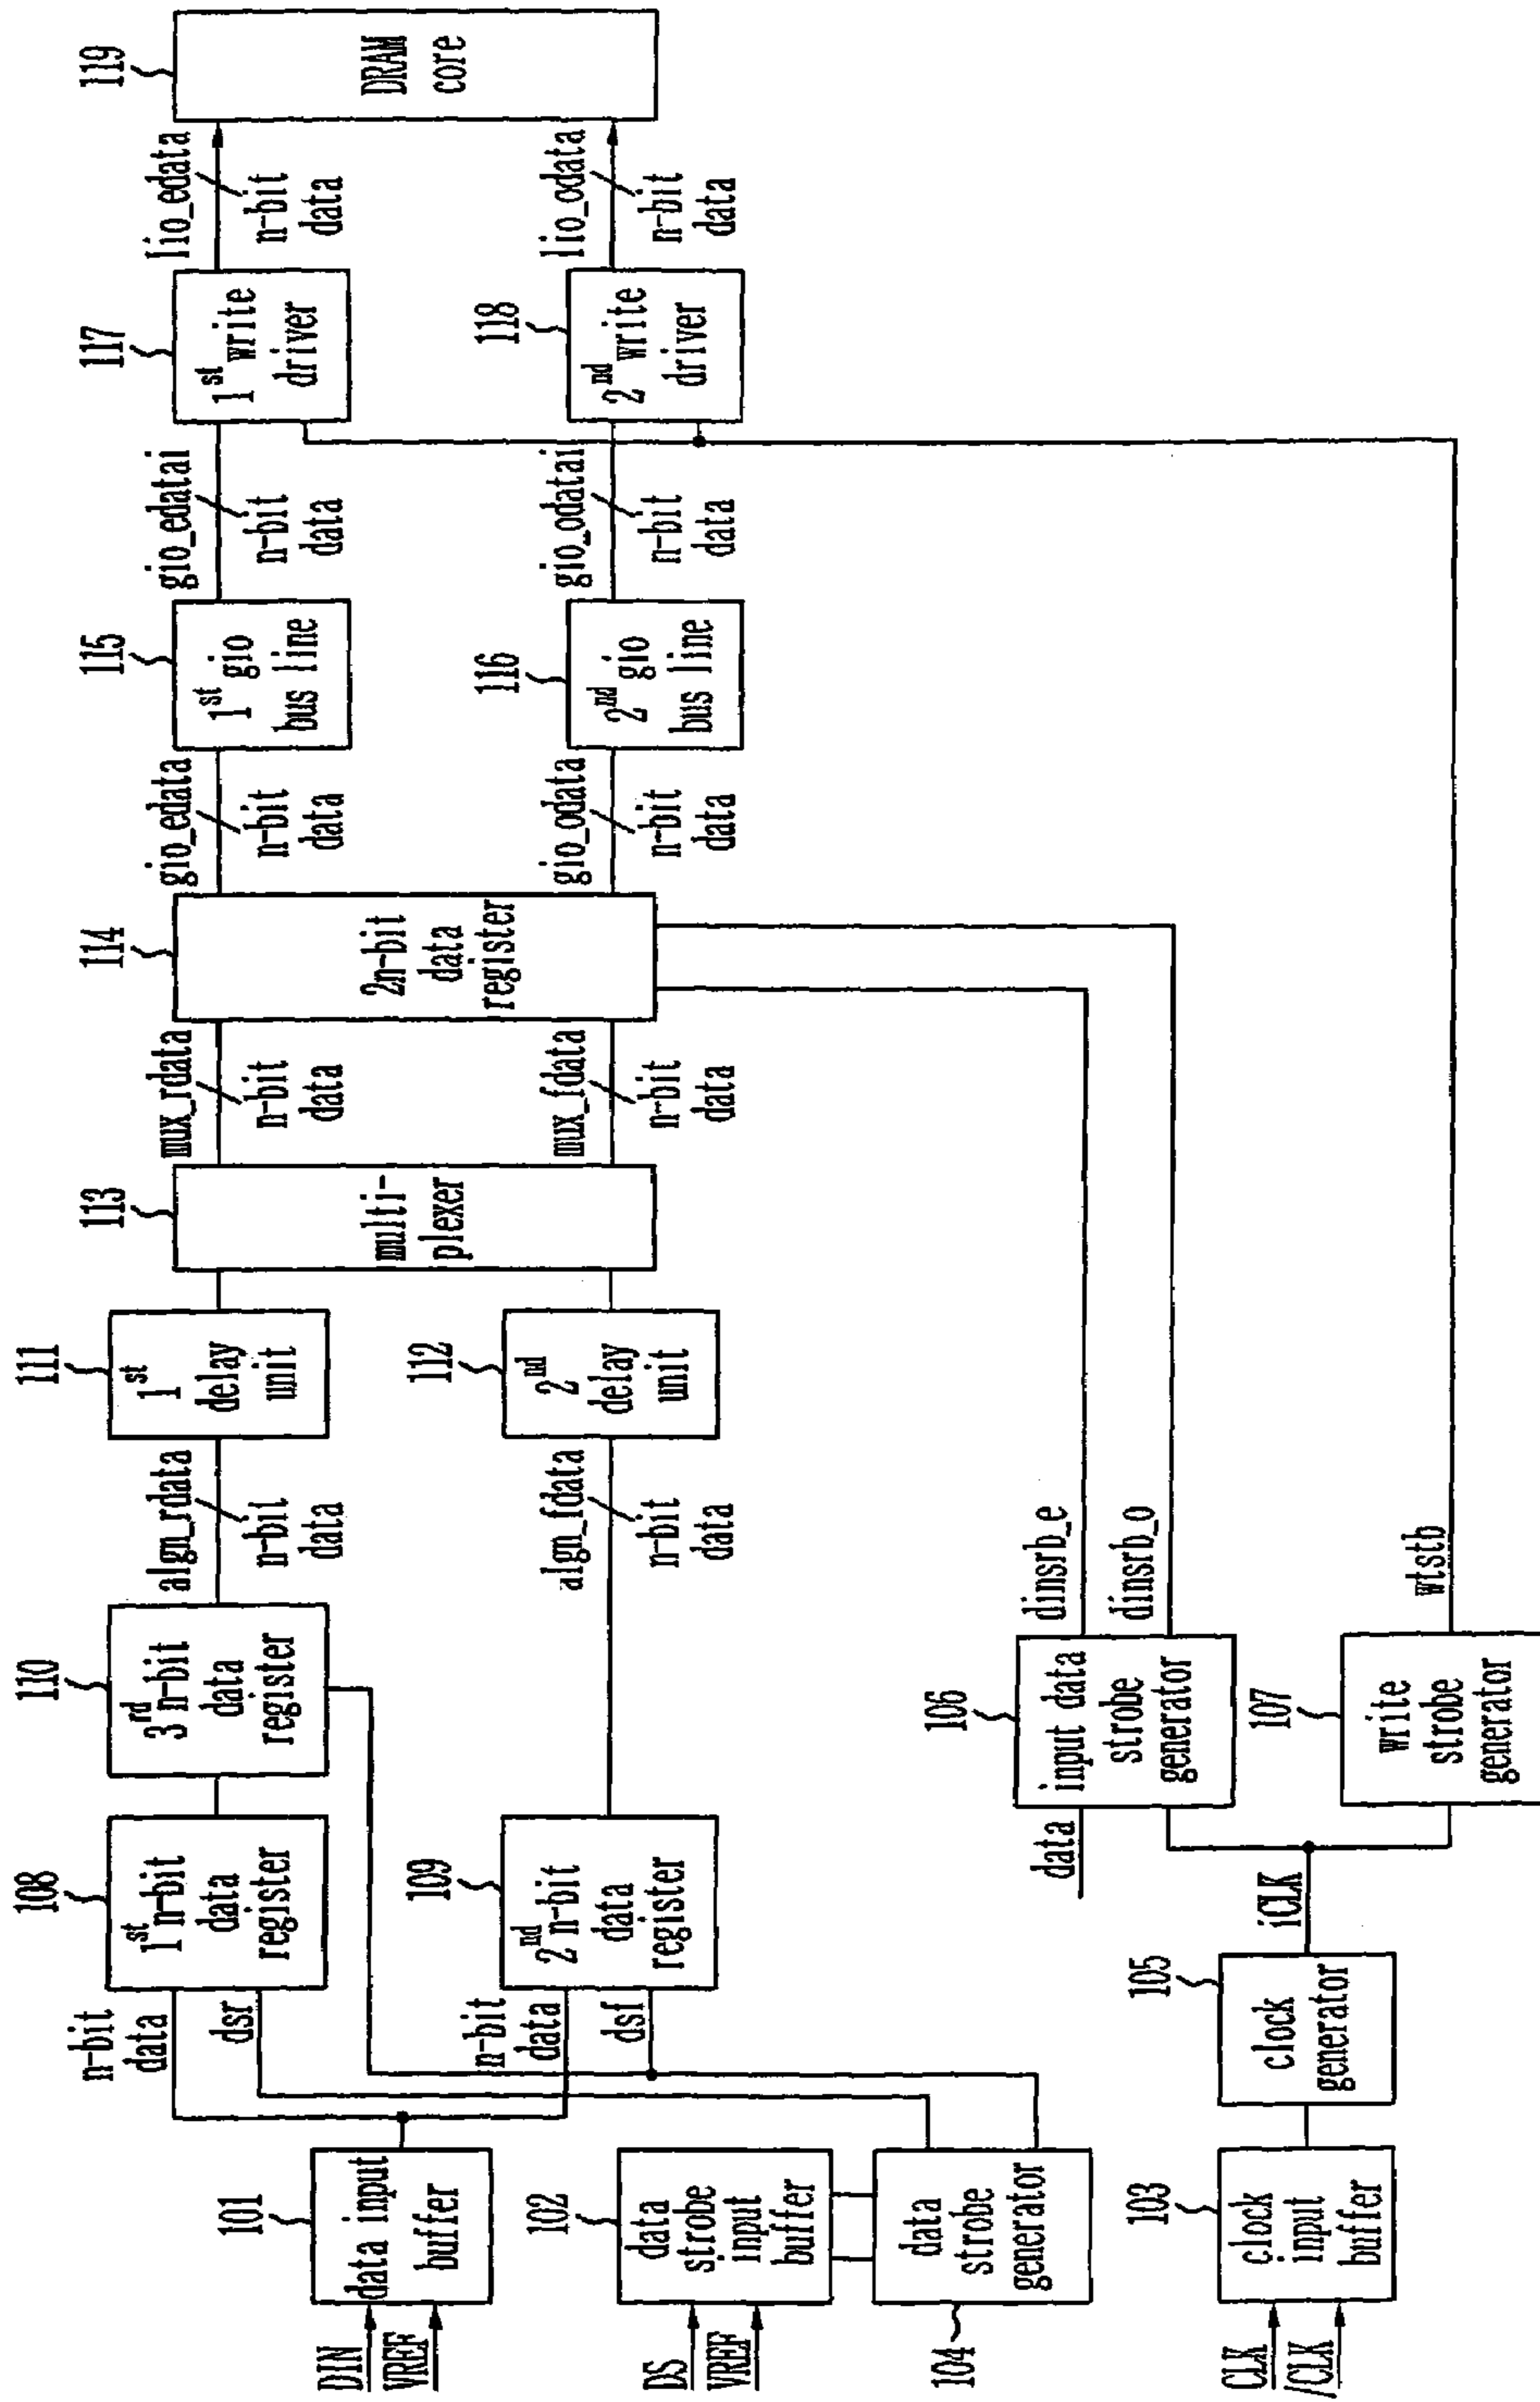 DIN
VREF
101
data input
buffer
DS
VREF
102
data
strobe
input
buffer
104
data
strobe
generator
CLK
/CLK
103
clock
input
buffer
105
clock
generator
iCLK
n-bit
data
dsr
n-bit
data
dsf
108
1st n-bit
data
register
109
2nd n-bit
data
register
110
3rd n-bit
data
register
data
106
input data
strobe
generator
107
write
strobe
generator
dinsrb_e
dinsrb_o
wtstb
algn_rdata
n-bit
data
algn_fdata
n-bit
data
111
1st
delay
unit
112
2nd
delay
unit
113
multi-
plexer
mux_rdata
n-bit
data
mux_fdata
n-bit
data
114
2n-bit
data
register
gio_edata
n-bit
data
gio_odata
n-bit
data
115
1st gio
bus line
116
2nd gio
bus line
gio_edatai
n-bit
data
gio_odatai
n-bit
data
117
1st write
driver
118
2nd write
driver
lio_edata
n-bit
data
lio_odata
n-bit
data
119
DRAM
core